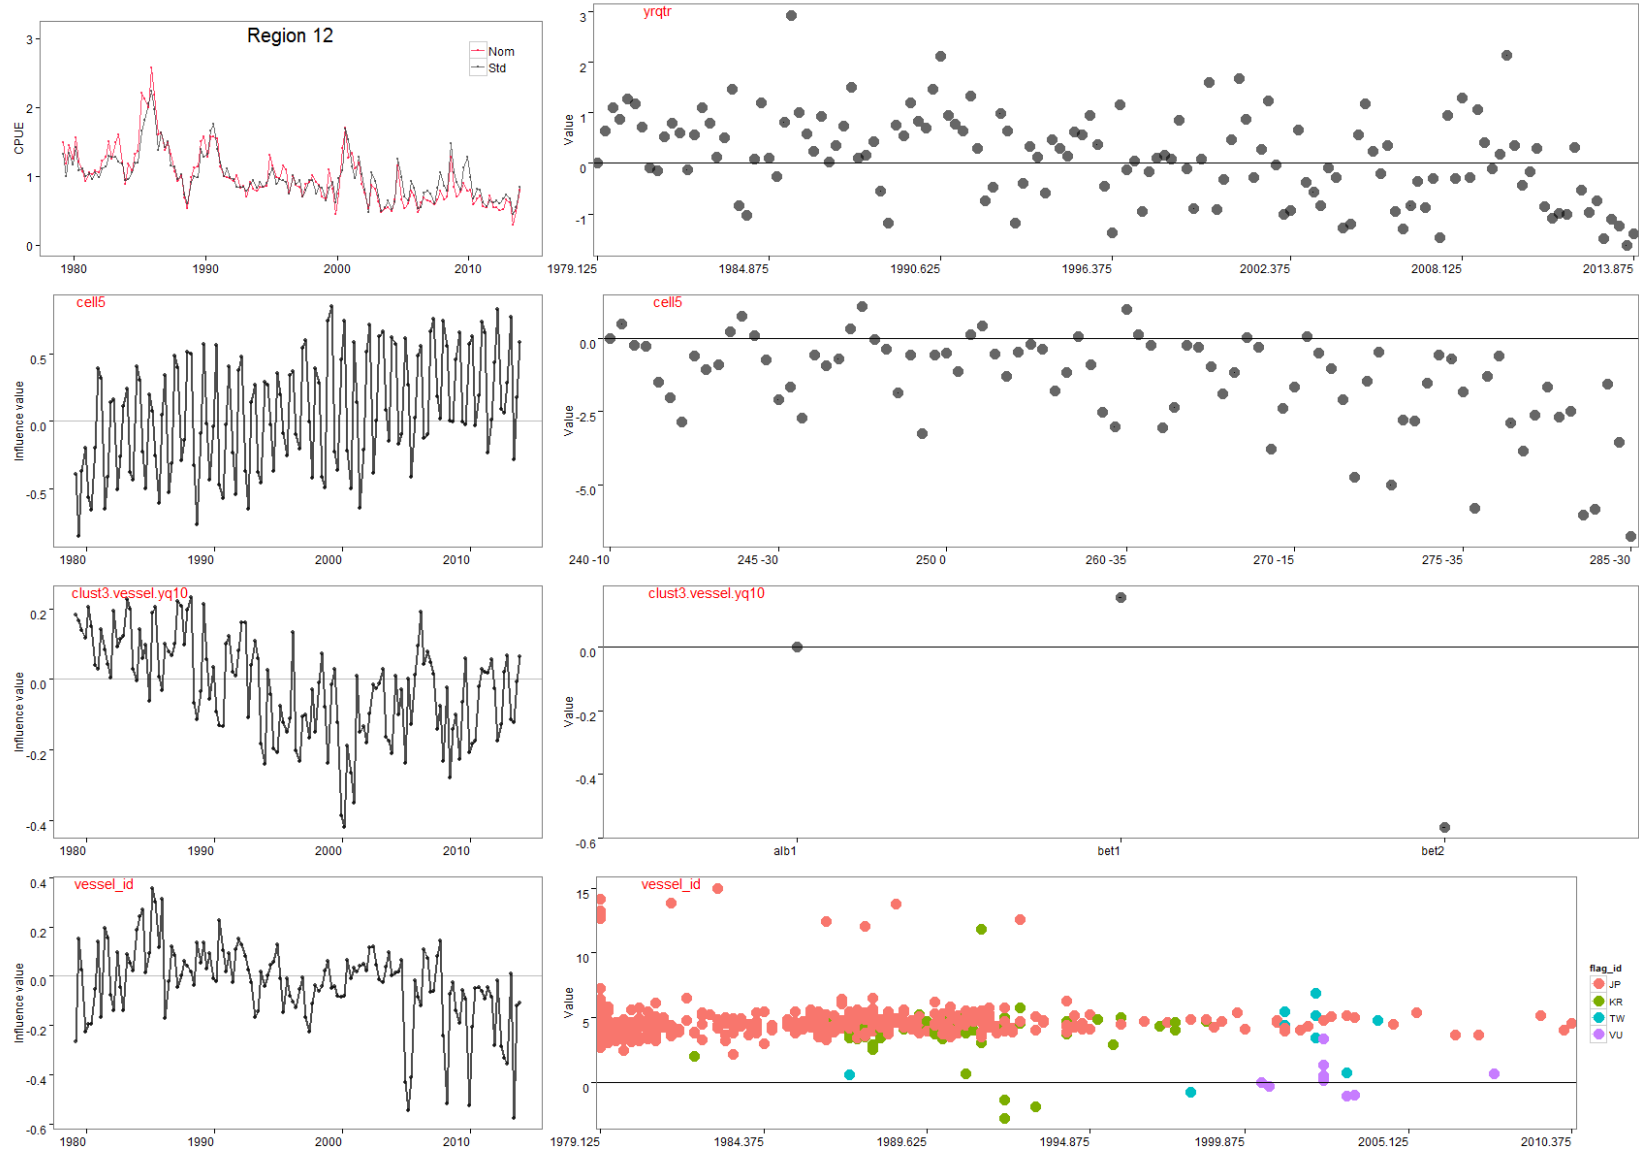 Region 12
Nom
Std
CPUE
3
2
1
0
1980
1990
2000
2010
yrqtr
Value
3
2
1
0
-1
1979.125
1984.875
1990.625
1996.375
2002.375
2008.125
2013.875
cell5
Influence value
0.5
0.0
-0.5
1980
1990
2000
2010
cell5
Value
0.0
-2.5
-5.0
240 -10
245 -30
250 0
260 -35
270 -15
275 -35
285 -30
clust3.vessel.yq10
Influence value
0.2
0.0
-0.2
-0.4
1980
1990
2000
2010
clust3.vessel.yq10
Value
0.0
-0.2
-0.4
-0.6
alb1
bet1
bet2
vessel_id
Influence value
0.4
0.2
0.0
-0.2
-0.4
-0.6
1980
1990
2000
2010
vessel_id
Value
15
10
5
0
1979.125
1984.375
1989.625
1994.875
1999.875
2005.125
2010.375
flag_id
JP
KR
TW
VU